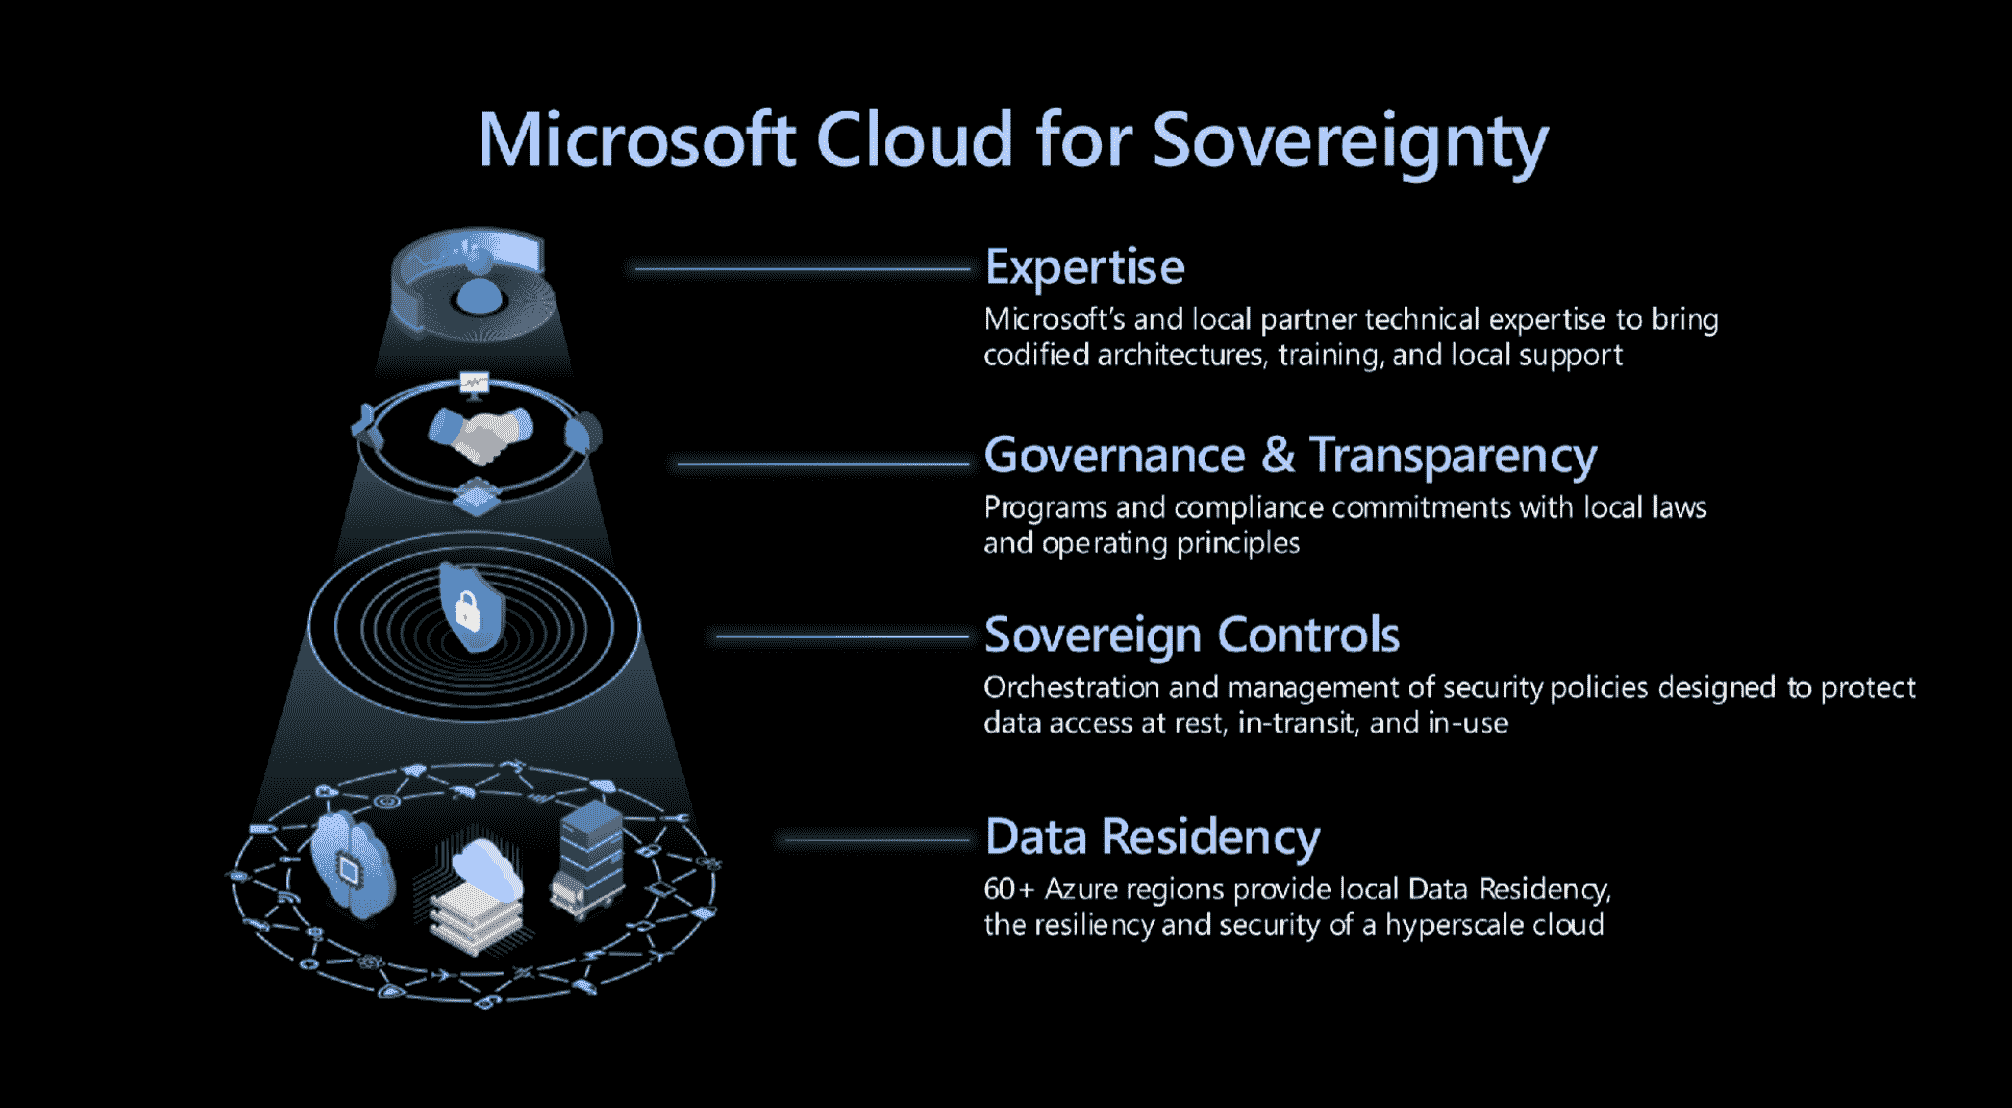 Microsoft Cloud for Sovereignty
Expertise
Microsoft's and local partner technical expertise to bring
codified architectures, training, and local support
Governance & Transparency
Programs and compliance commitments with local laws
and operating principles
Sovereign Controls
Orchestration and management of security policies designed to protect
data access at rest, in-transit, and in-use
Data Residency
60+ Azure regions provide local Data Residency,
the resiliency and security of a hyperscale cloud